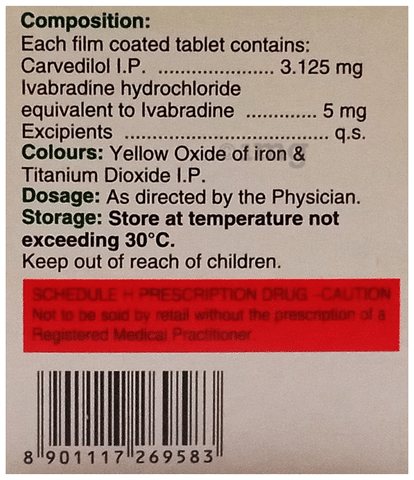 Composition:
Each film coated tablet contains:
Carvedilol I.P. ...................... 3.125 mg
Ivabradine hydrochloride
equivalent to Ivabradine ............. 5 mg
Excipients ..................................... q.s.
Colours: Yellow Oxide of iron &
Titanium Dioxide I.P.
Dosage: As directed by the Physician.
Storage: Store at temperature not
exceeding 30°C.
Keep out of reach of children.
SCHEDULE H PRESCRIPTION DRUG -CAUTION
Not to be sold by retail without the prescription of a
Registered Medical Practitioner
8 901117 269583